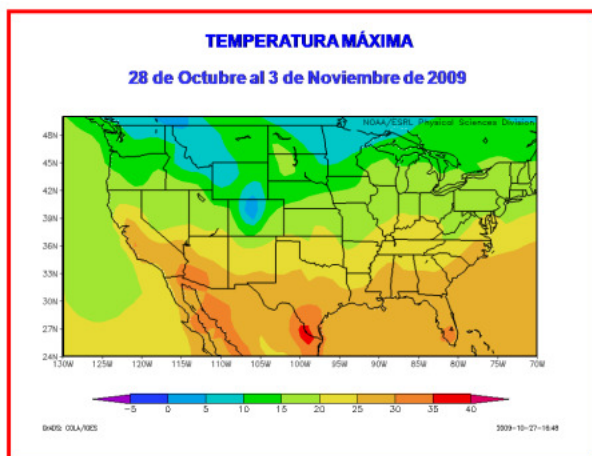 TEMPERATURA MÁXIMA
28 de Octubre al 3 de Noviembre de 2009
NOAA/ESRL Physical Sciences Division
48N
45N
42N
39N
36N
33N
30N
27N
24N
130W 125W 120W 115W 110W 105W 100W 95W 90W 85W 80W 75W 70W
-5 0 5 10 15 20 25 30 35 40
GrADS: COLA/IGES 2009-10-27-16:48